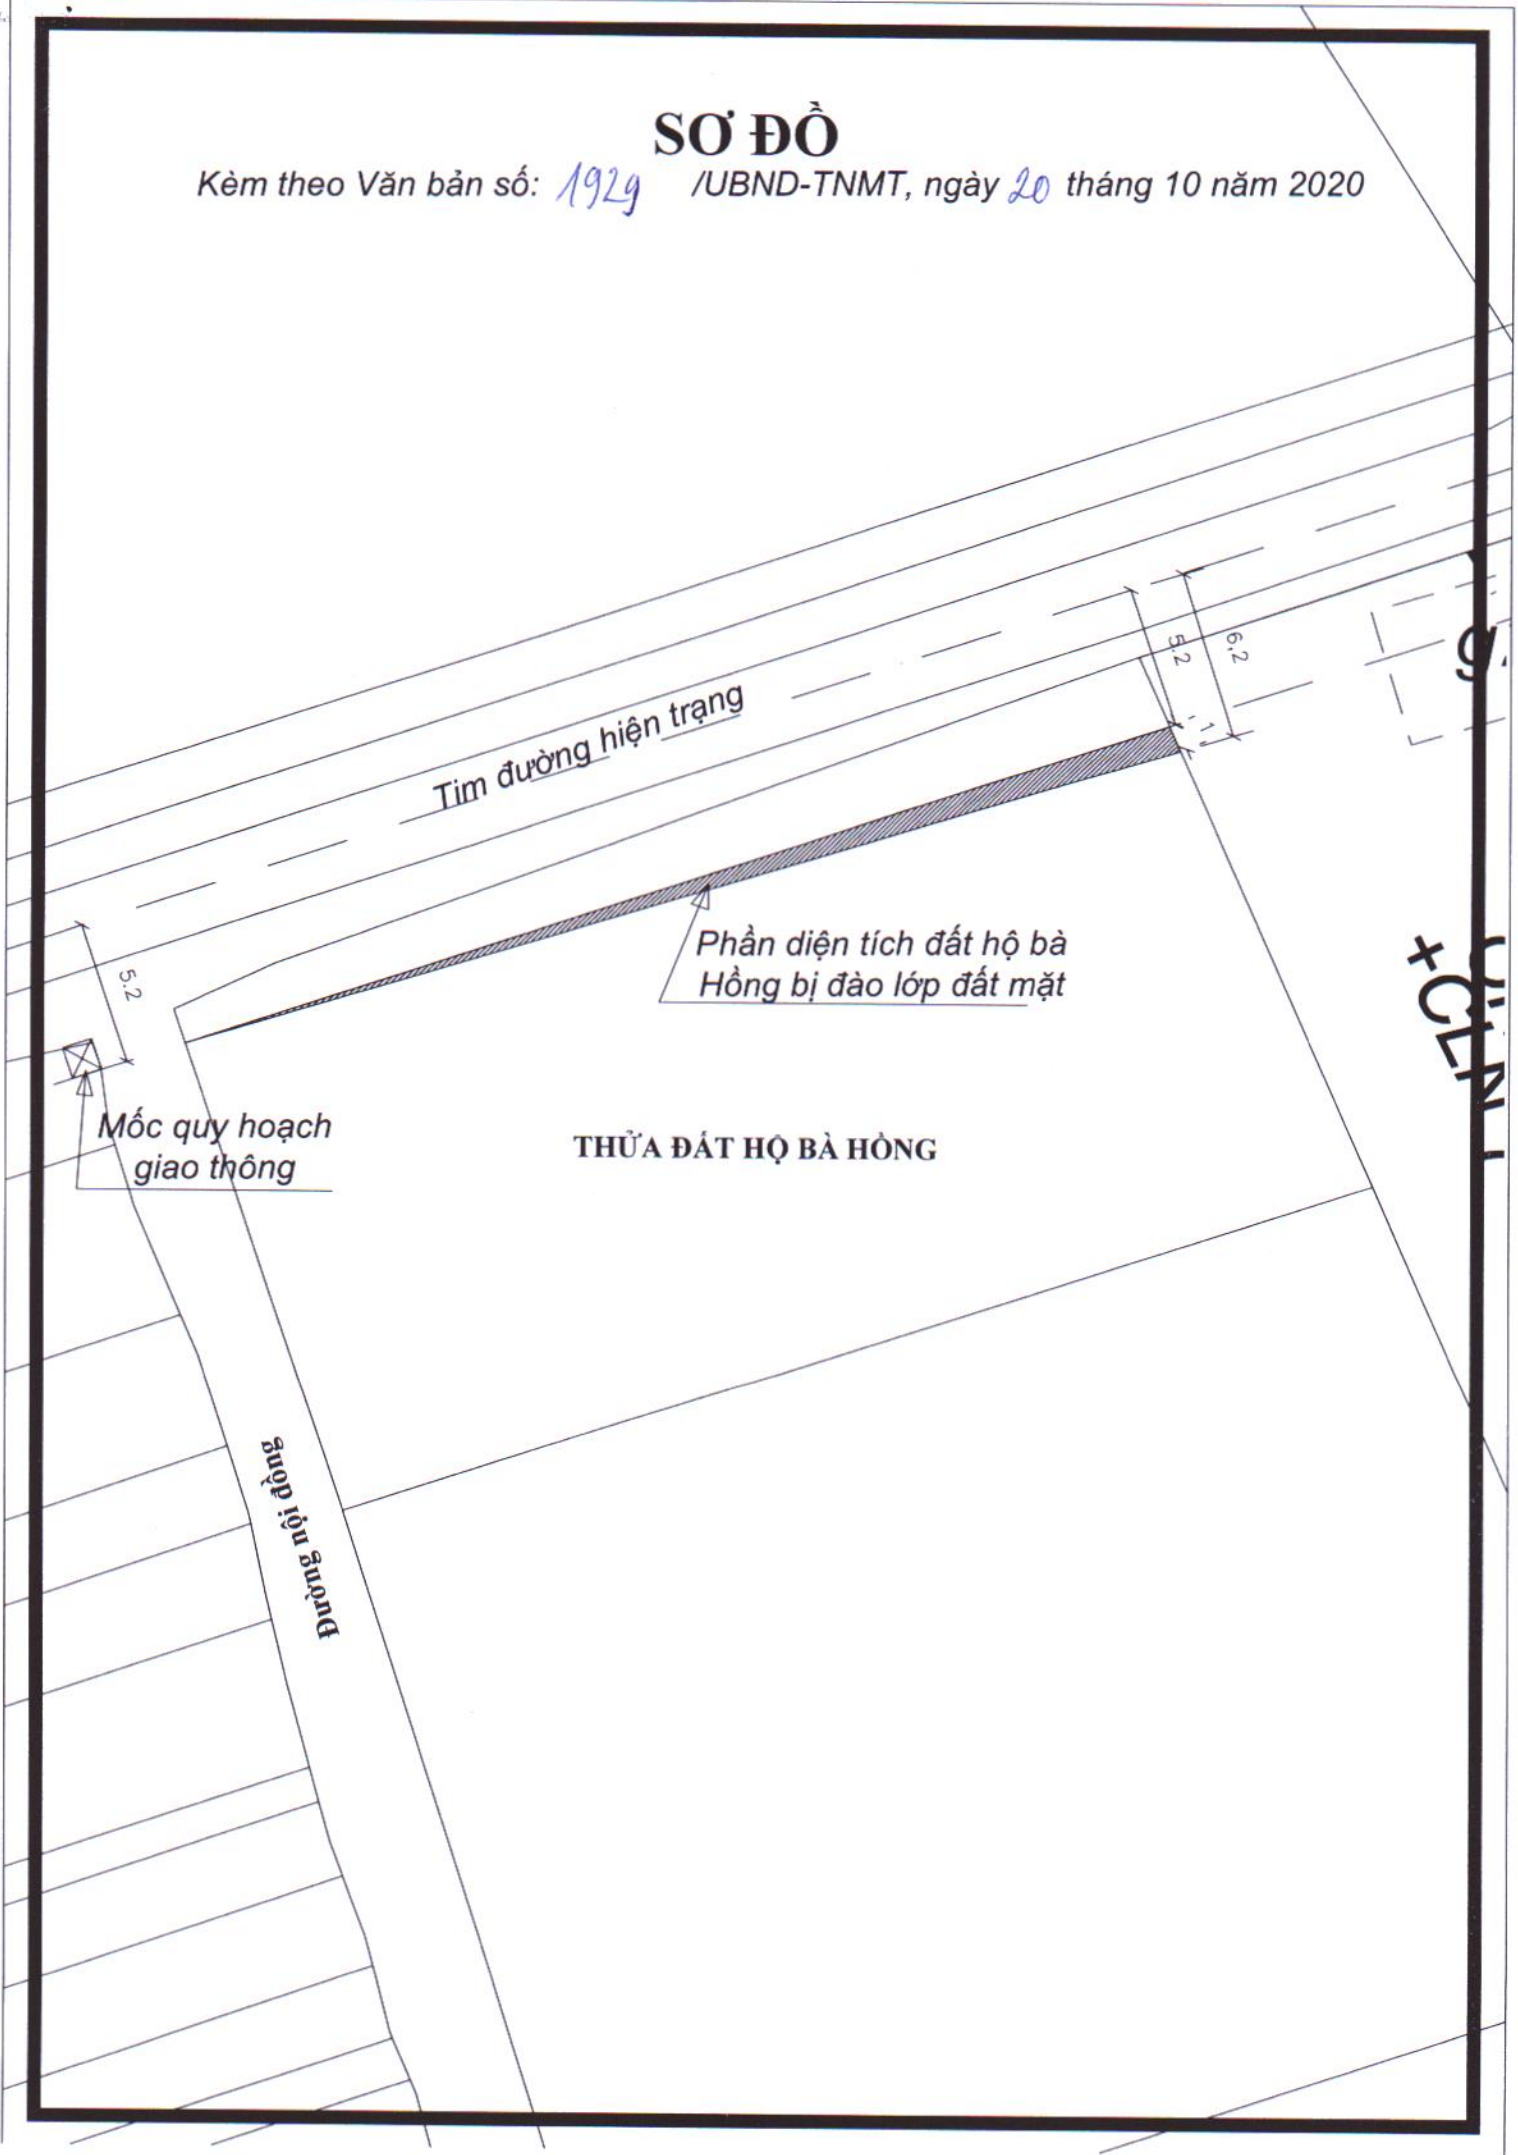 SƠ ĐỒ
Kèm theo Văn bản số: 1929 /UBND-TNMT, ngày 20 tháng 10 năm 2020
6,2
5.2
1
Tim đường hiện trạng
Phần diện tích đất hộ bà
Hồng bị đào lớp đất mặt
5.2
+CLN
Mốc quy hoạch
giao thông
THỬA ĐẤT HỘ BÀ HỒNG
Đường nội đồng